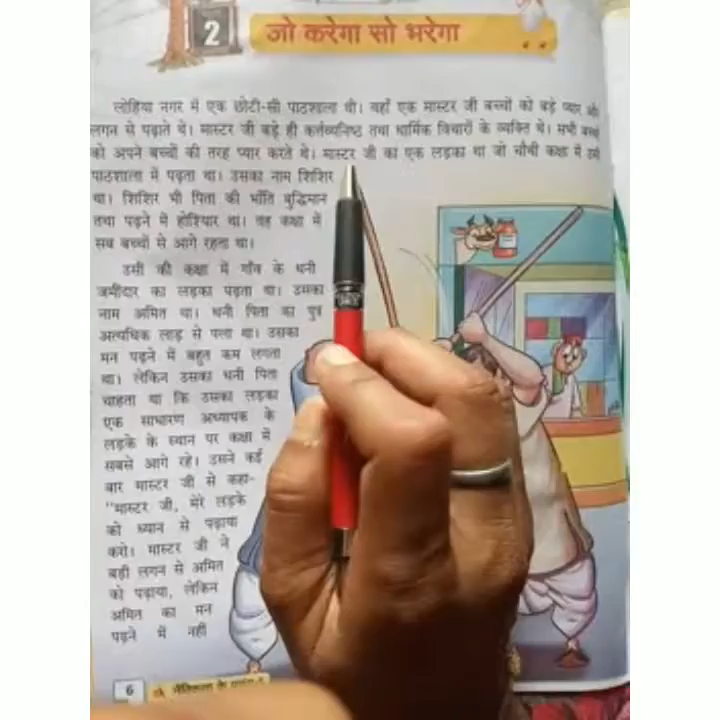 2
जो करेगा सो भरेगा
लोहिया नगर में एक छोटी-सी पाठशाला थी। वहाँ एक मास्टर जी बच्चों को बड़े प्यार और
लगन से पढ़ाते थे। मास्टर जी बड़े ही कर्त्तव्यनिष्ठ तथा धार्मिक विचारों के व्यक्ति थे। सभी बच्चों
को अपने बच्चों की तरह प्यार करते थे। मास्टर जी का एक लड़का था जो चौथी कक्षा में उसी
पाठशाला में पढ़ता था। उसका नाम शिशिर
था। शिशिर भी पिता की भाँति बुद्धिमान
तथा पढ़ने में होशियार था। वह कक्षा में
सब बच्चों से आगे रहता था।
उसी की कक्षा में गाँव के धनी
जमींदार का लड़का पढ़ता था। उसका
नाम अमित था। धनी पिता का पुत्र
अत्यधिक लाड़ से पला था। उसका
मन पढ़ने में बहुत कम लगता
था। लेकिन उसका धनी पिता
चाहता था कि उसका लड़का
एक साधारण अध्यापक के
लड़के के स्थान पर कक्षा में
सबसे आगे रहे। उसने कई
बार मास्टर जी से कहा-
"मास्टर जी, मेरे लड़के
को ध्यान से पढ़ाया
करो। मास्टर जी ने
बड़ी लगन से अमित
को पढ़ाया, लेकिन
अमित का मन
पढ़ने में नहीं
6
नैतिकता के